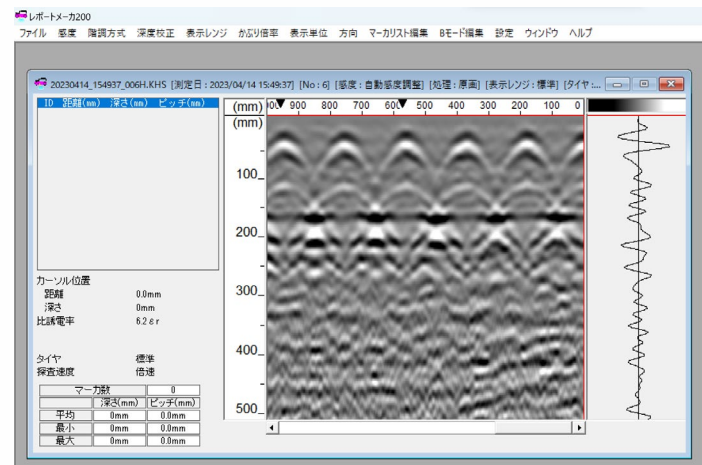 レポートメーカ200
ファイル 感度 階調方式 深度校正 表示レンジ かぶり倍率 表示単位 方向 マーカリスト編集 Bモード編集 設定 ウィンドウ ヘルプ
20230414_154937_006H.KHS [測定日 : 2023/04/14 15:49:37] [No : 6] [感度 : 自動感度調整] [処理 : 原画] [表示レンジ : 標準] [タイヤ :...
ID 距離(mm) 深さ(mm) ピッチ(mm)
(mm) 900 800 700 600 500 400 300 200 100 0
(mm)
100
200
300
400
500
カーソル位置
距離 0.0mm
深さ 0mm
比誘電率 6.2 εr
タイヤ 標準
探査速度 倍速
マーカ数 0
深さ(mm) ピッチ(mm)
平均 0mm 0.0mm
最小 0mm 0.0mm
最大 0mm 0.0mm